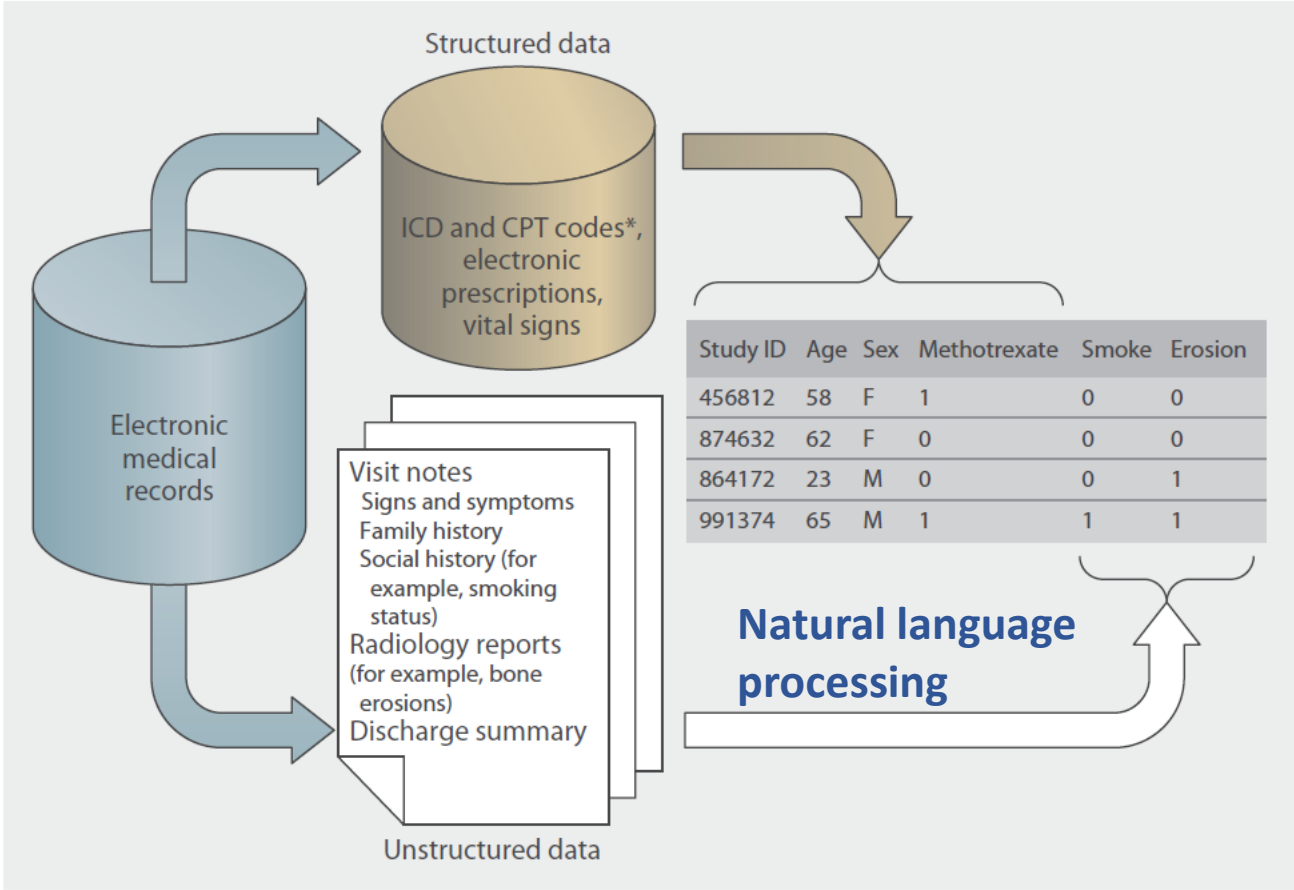 Structured data
ICD and CPT codes*,
electronic
prescriptions,
vital signs
Electronic
medical
records
Visit notes
Signs and symptoms
Family history
Social history (for
example, smoking
status)
Radiology reports
(for example, bone
erosions)
Discharge summary
Unstructured data
Study ID Age Sex Methotrexate Smoke Erosion
456812 58 F 1 0 0
874632 62 F 0 0 0
864172 23 M 0 0 1
991374 65 M 1 1 1
Natural language
processing